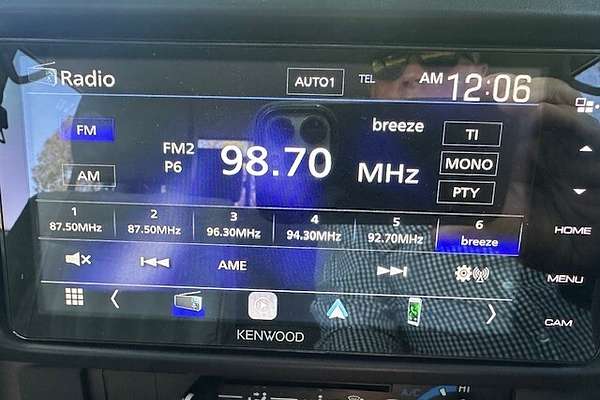 Radio
AUTO1
TEL
AM 12:06
FM
FM2
P6
98.70 MHz
breeze
TI
MONO
PTY
AM
1
87.50MHz
2
87.50MHz
3
96.30MHz
4
94.30MHz
5
92.70MHz
6
breeze
AME
HOME
MENU
CAM
KENWOOD
A/C
HI